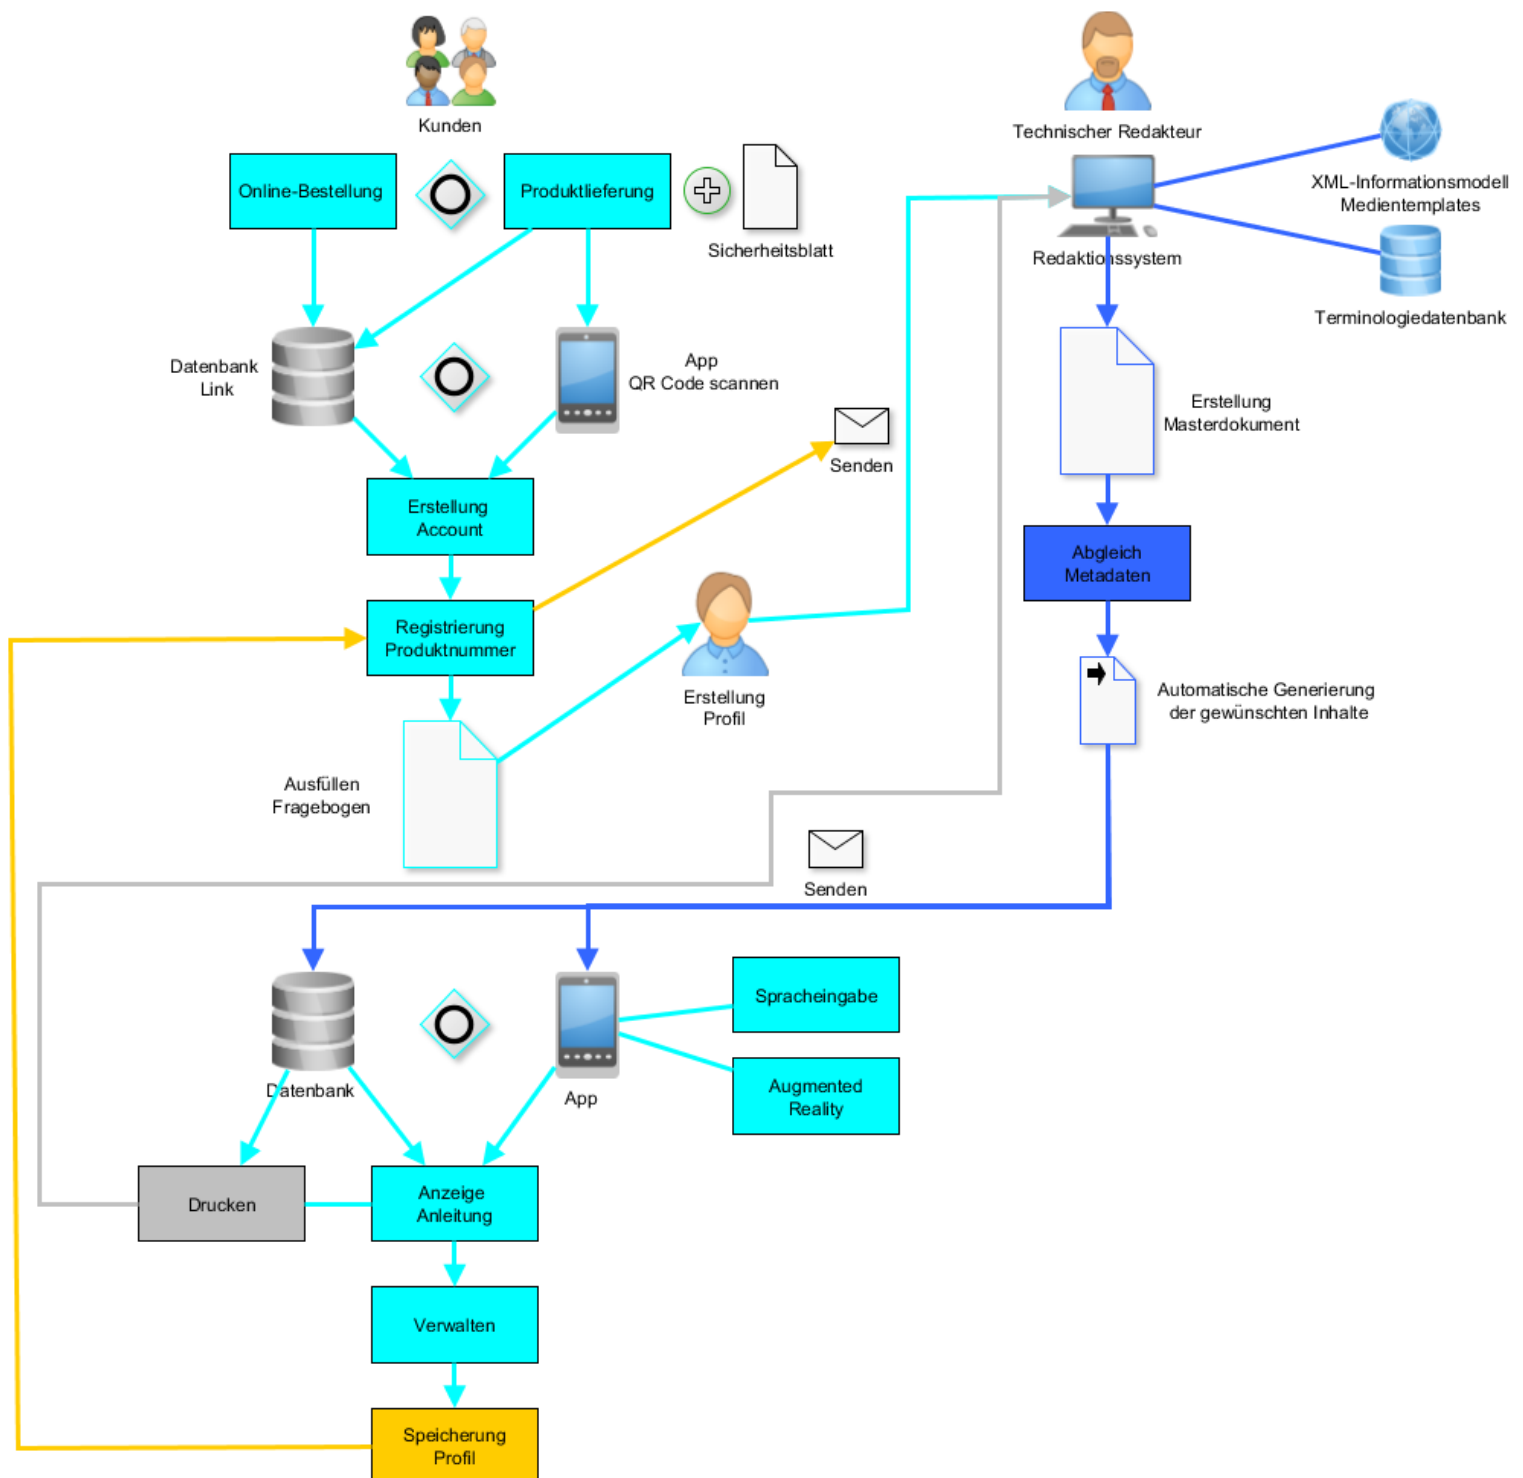 Kunden
Technischer Redakteur
Online-Bestellung
Produktlieferung
Sicherheitsblatt
XML-Informationsmodell
Medientemplates
Redaktionssystem
Terminologiedatenbank
Datenbank
Link
App
QR Code scannen
Erstellung
Masterdokument
Senden
Erstellung
Account
Abgleich
Metadaten
Registrierung
Produktnummer
Erstellung
Profil
Automatische Generierung
der gewünschten Inhalte
Ausfüllen
Fragebogen
Senden
Spracheingabe
Datenbank
App
Augmented
Reality
Drucken
Anzeige
Anleitung
Verwalten
Speicherung
Profil